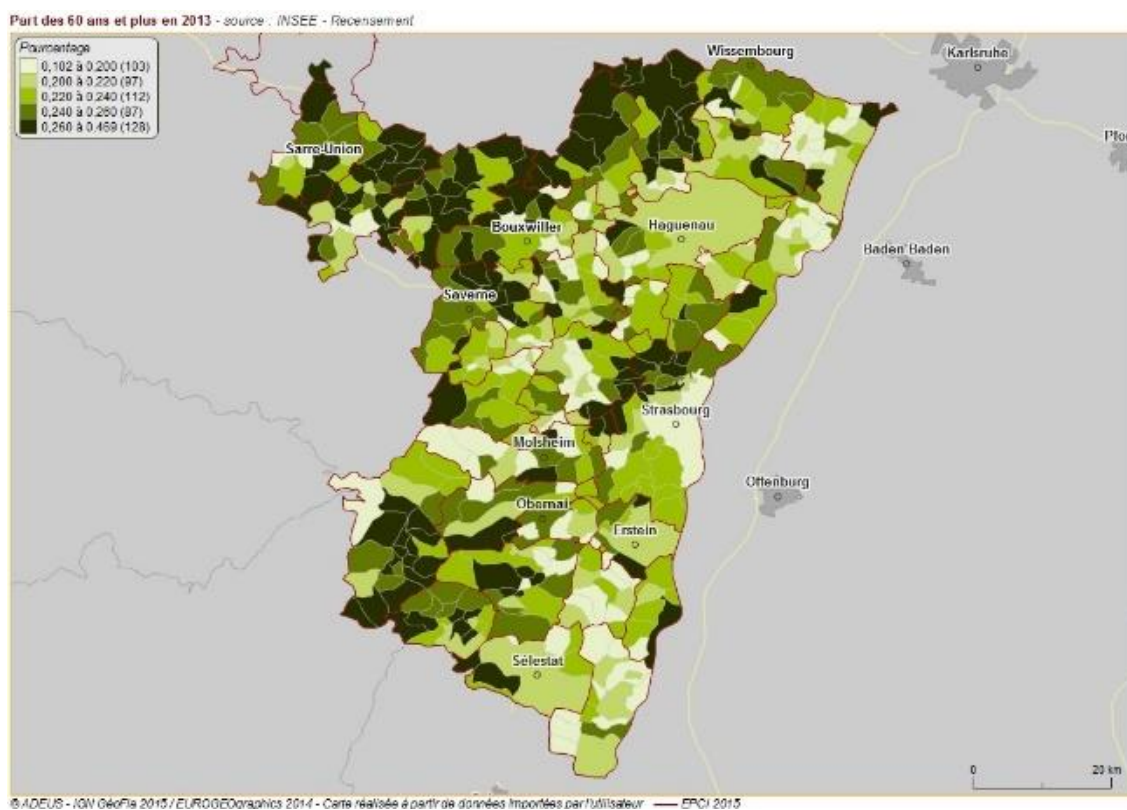 Part des 60 ans et plus en 2013 - source : INSEE - Recensement
Pourcentage
0,102 à 0.200 (103)
0,200 à 0.220 (97)
0,220 à 0.240 (112)
0,240 à 0.260 (87)
0,260 à 0.469 (128)
Wissembourg
Karlsruhe
Sarre-Union
Bouxwiller
Haguenau
Baden Baden
Saverne
Strasbourg
Molsheim
Obernai
Offenburg
Erstein
Sélestat
0 20 km
© ADEUS - IGN GéoFla 2015 / EUROGEOgraphics 2014 - Carte réalisée à partir de données importées par l'utilisateur EPCI 2015